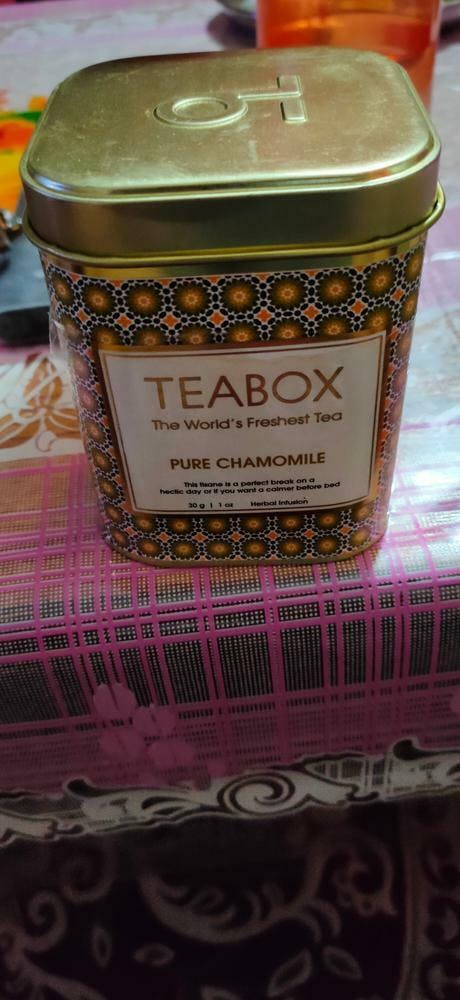 TEABOX
The World's Freshest Tea
PURE CHAMOMILE
This tisane is a perfect break on a
hectic day or if you want a calmer before bed
30 g | 1 oz Herbal Infusion